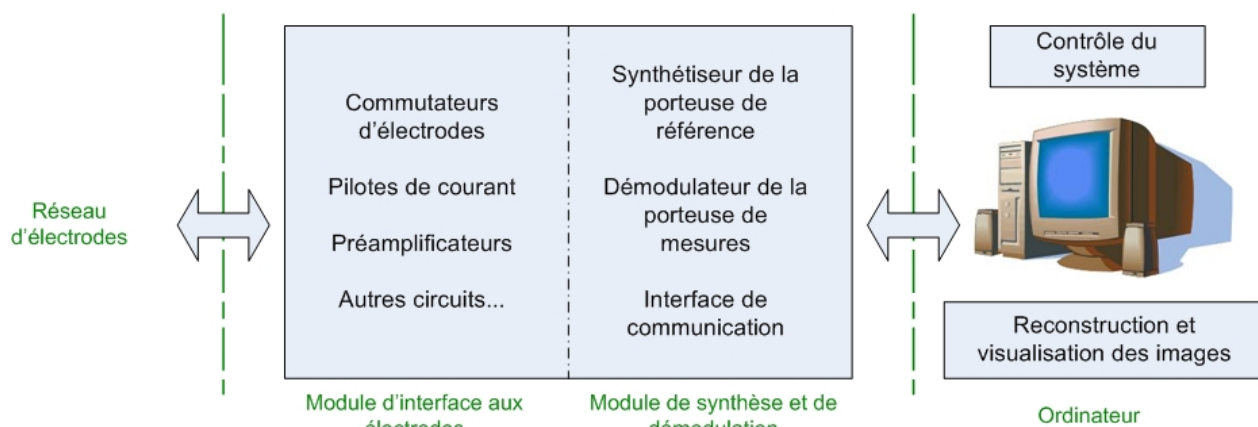 Réseau
d'électrodes
Commutateurs
d'électrodes
Pilotes de courant
Préamplificateurs
Autres circuits...
Module d'interface aux
électrodes
Synthétiseur de la
porteuse de
référence
Démodulateur de la
porteuse de
mesures
Interface de
communication
Module de synthèse et de
démodulation
Contrôle du
système
Reconstruction et
visualisation des images
Ordinateur